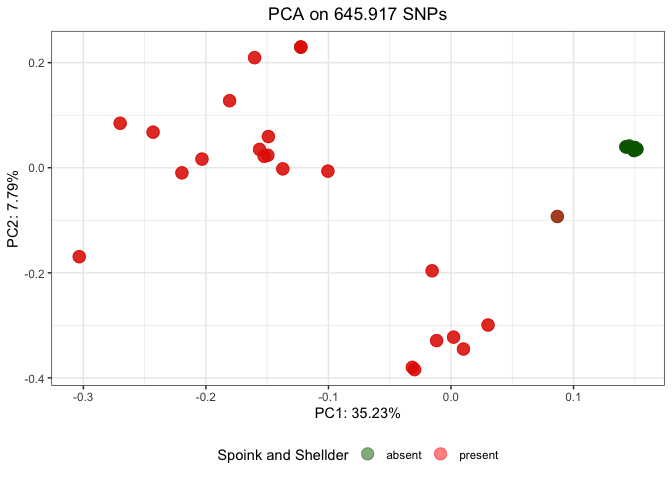 PCA on 645.917 SNPs
PC2: 7.79%
0.2
0.0
-0.2
-0.4
-0.3 -0.2 -0.1 0.0 0.1
PC1: 35.23%
Spoink and Shellder absent present